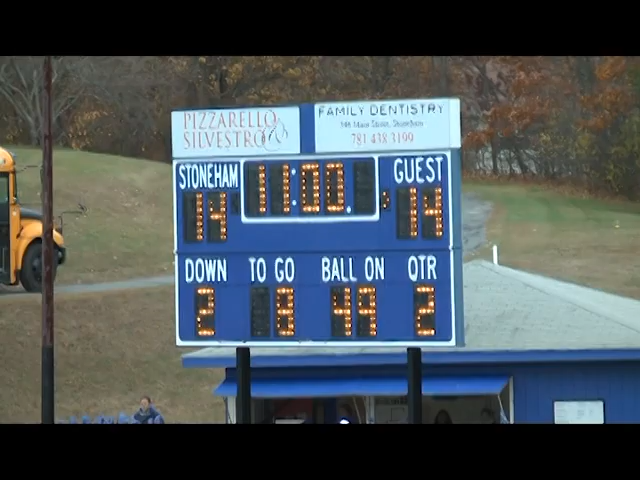 PIZZARELLO
SILVESTRO
FAMILY DENTISTRY
781 438 3199
STONEHAM 11:00. GUEST
14 14
DOWN TO GO BALL ON QTR
2 8 49 2